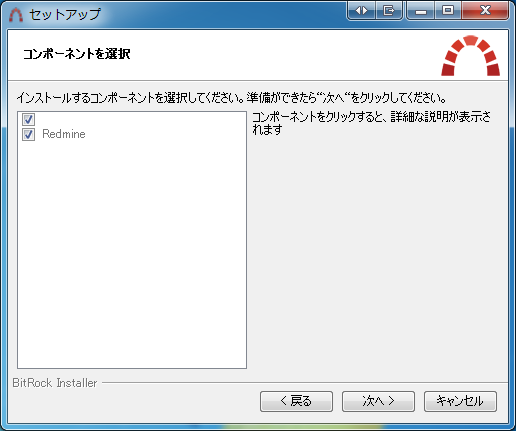 セットアップ
コンポーネントを選択
インストールするコンポーネントを選択してください。準備ができたら“次へ“をクリックしてください。
Redmine
コンポーネントをクリックすると、詳細な説明が表示さ
れます
BitRock Installer
< 戻る
次へ >
キャンセル